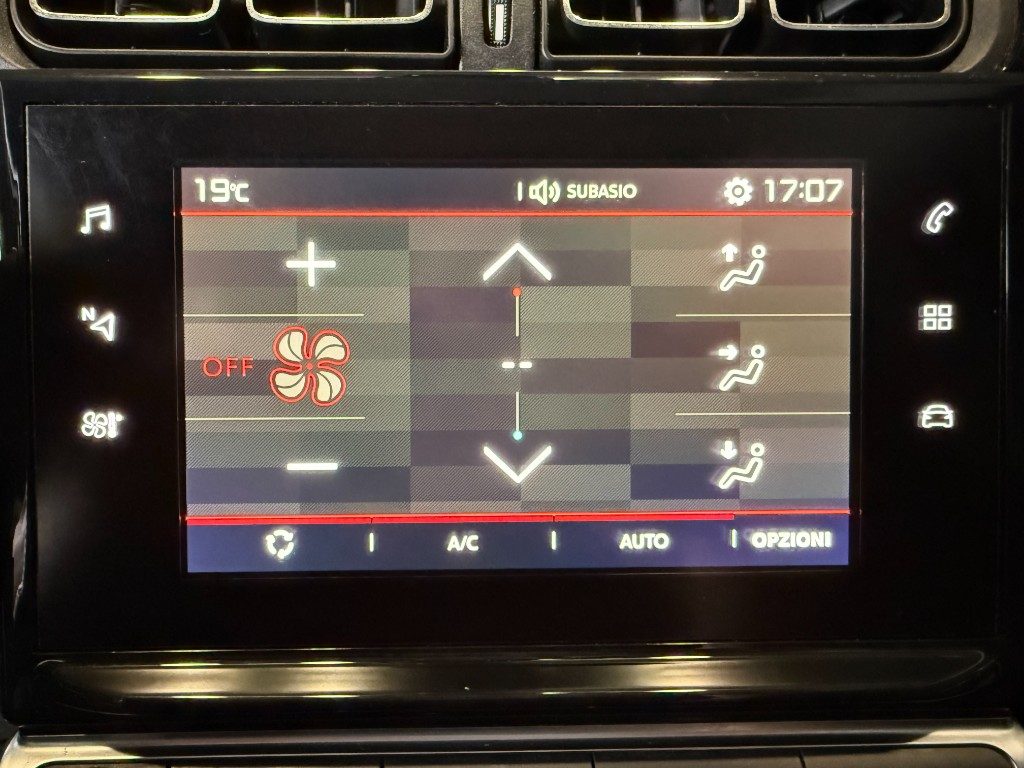 19°C SUBASIO 17:07
N
OFF
--
A/C AUTO OPZIONI